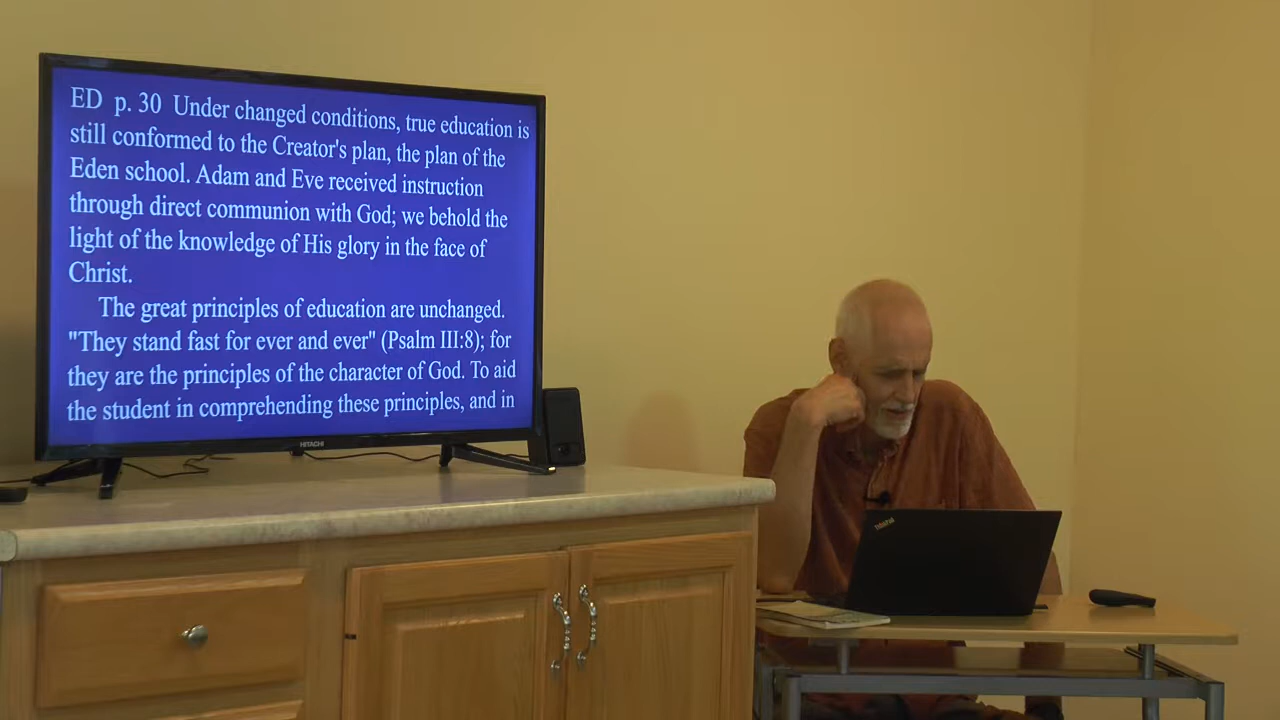 ED p. 30 Under changed conditions, true education is
still conformed to the Creator's plan, the plan of the
Eden school. Adam and Eve received instruction
through direct communion with God; we behold the
light of the knowledge of His glory in the face of
Christ.
The great principles of education are unchanged.
"They stand fast for ever and ever" (Psalm III:8); for
they are the principles of the character of God. To aid
the student in comprehending these principles, and in
HITACHI
ThinkPad